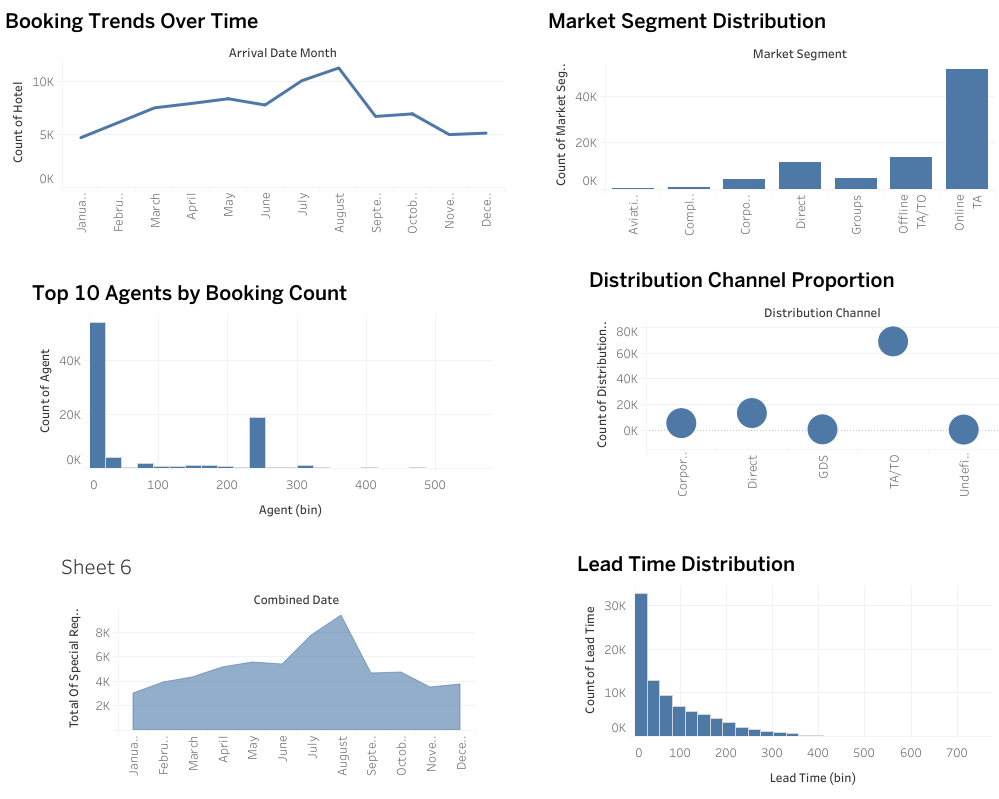 Booking Trends Over Time
Arrival Date Month
Count of Hotel
10K
5K
0K
Janua..
Febru..
March
April
May
June
July
August
Septe..
Octob..
Nove..
Dece..
Market Segment Distribution
Market Segment
Count of Market Seg..
40K
20K
0K
Aviati..
Compl..
Corpo..
Direct
Groups
Offline
TA/TO
Online
TA
Top 10 Agents by Booking Count
Count of Agent
40K
20K
0K
0 100 200 300 400 500
Agent (bin)
Distribution Channel Proportion
Distribution Channel
Count of Distribution..
80K
60K
40K
20K
0K
Corpor..
Direct
GDS
TA/TO
Undefi..
Sheet 6
Combined Date
Total Of Special Req..
8K
6K
4K
2K
Janua..
Febru..
March
April
May
June
July
August
Septe..
Octob..
Nove..
Dece..
Lead Time Distribution
Count of Lead Time
30K
20K
10K
0K
0 100 200 300 400 500 600 700
Lead Time (bin)